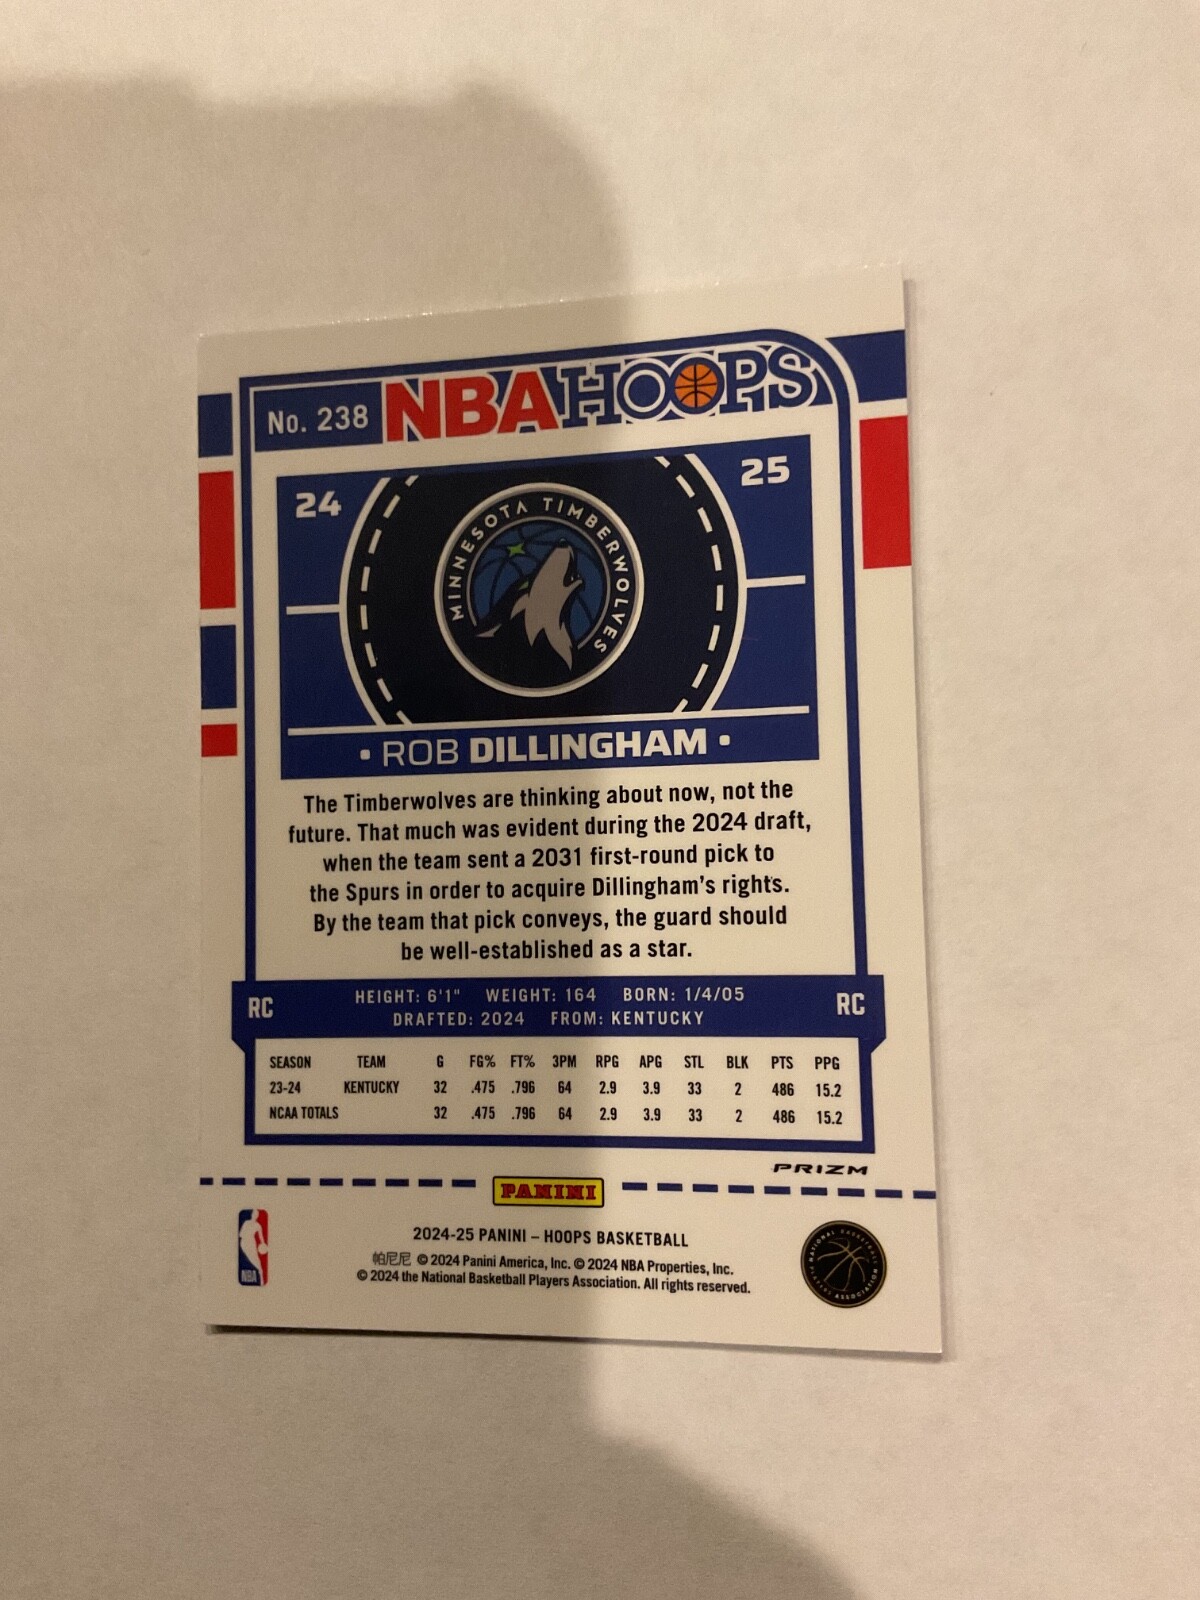 No. 238 NBA HOOPS
24 25
MINNESOTA TIMBERWOLVES
• ROB DILLINGHAM •
The Timberwolves are thinking about now, not the
future. That much was evident during the 2024 draft,
when the team sent a 2031 first-round pick to
the Spurs in order to acquire Dillingham's rights.
By the team that pick conveys, the guard should
be well-established as a star.
RC HEIGHT: 6'1" WEIGHT: 164 BORN: 1/4/05 RC
DRAFTED: 2024 FROM: KENTUCKY
SEASON TEAM G FG% FT% 3PM RPG APG STL BLK PTS PPG
23-24 KENTUCKY 32 .475 .796 64 2.9 3.9 33 2 486 15.2
NCAA TOTALS 32 .475 .796 64 2.9 3.9 33 2 486 15.2
PRIZM
PANINI
2024-25 PANINI – HOOPS BASKETBALL
帕尼尼 © 2024 Panini America, Inc. © 2024 NBA Properties, Inc.
© 2024 the National Basketball Players Association. All rights reserved.
NBA
NATIONAL BASKETBALL
PLAYERS ASSOCIATION